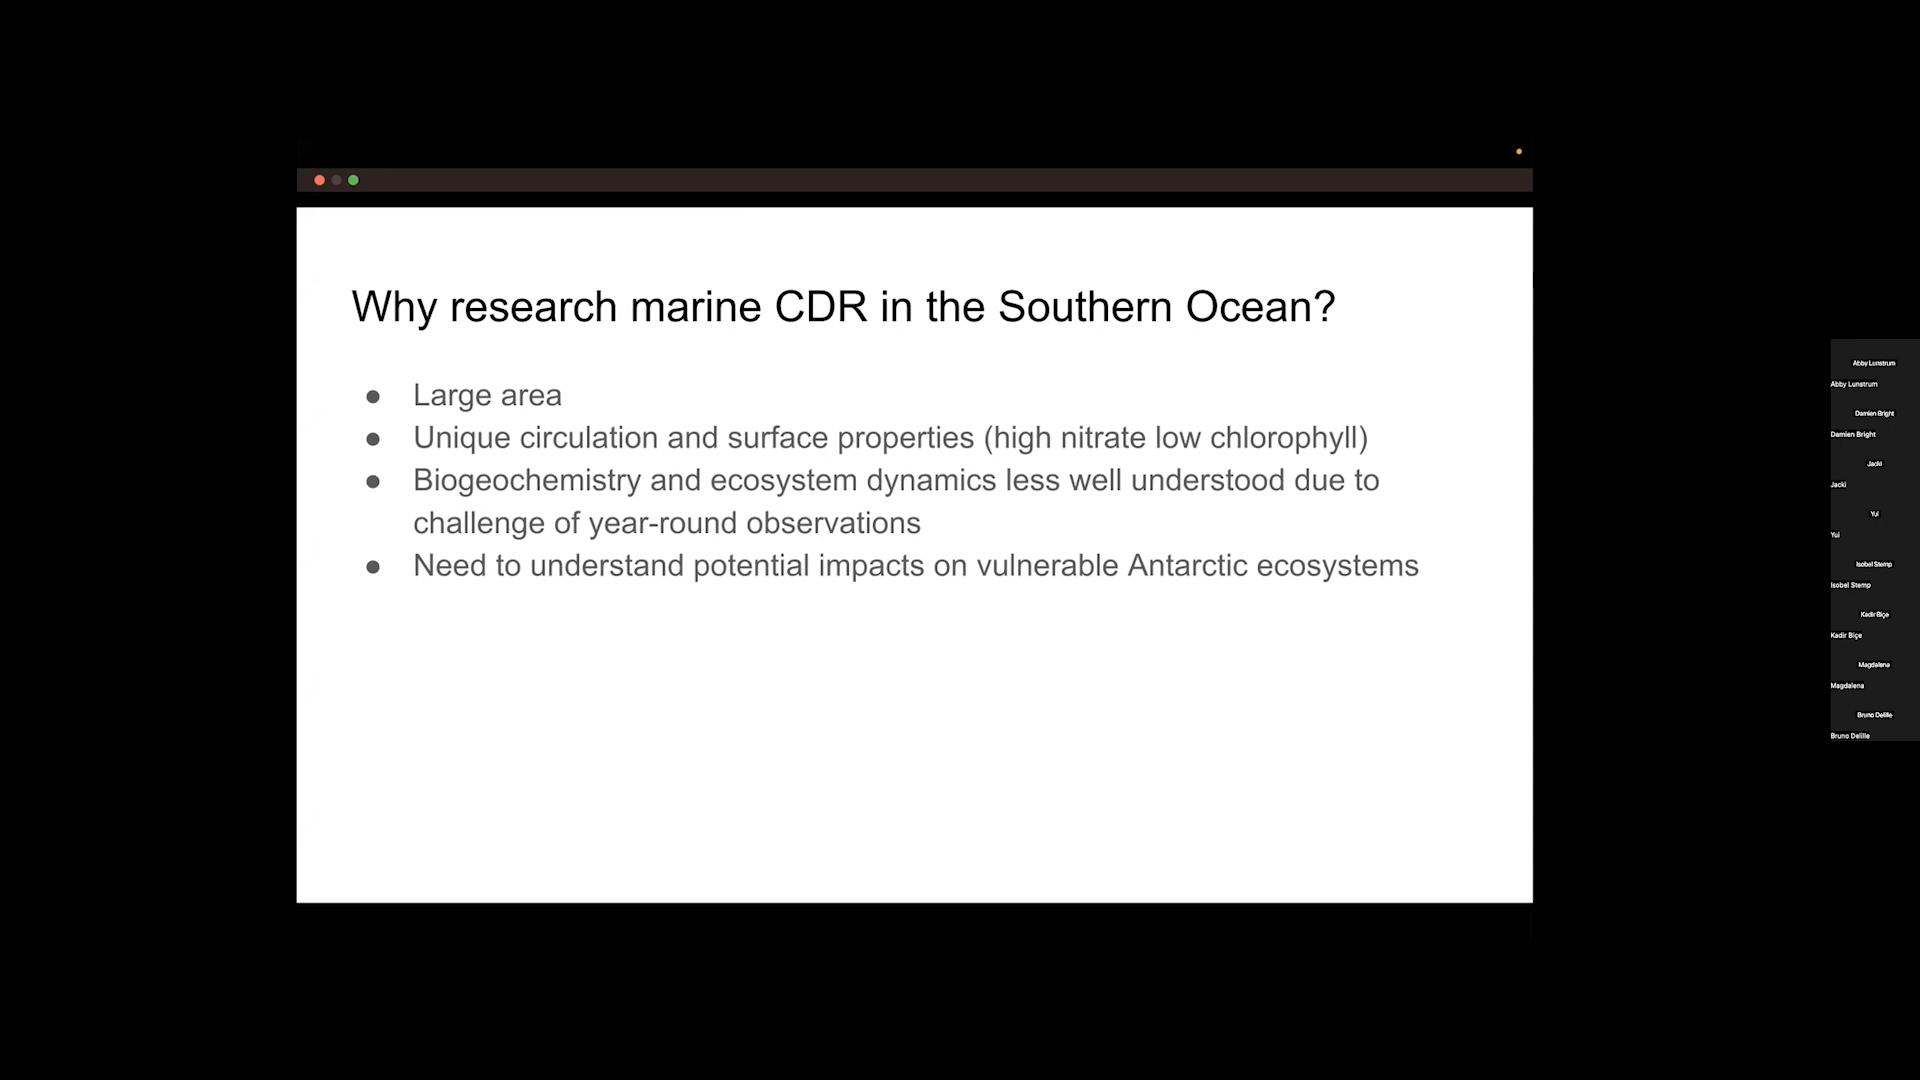 Why research marine CDR in the Southern Ocean?
● Large area
● Unique circulation and surface properties (high nitrate low chlorophyll)
● Biogeochemistry and ecosystem dynamics less well understood due to
challenge of year-round observations
● Need to understand potential impacts on vulnerable Antarctic ecosystems
Abby Lunstrum
Abby Lunstrum
Damien Bright
Damien Bright
Jacki
Jacki
Yui
Yui
Isobel Stemp
Isobel Stemp
Kadir Biçe
Kadir Biçe
Magdalena
Magdalena
Bruno Delille
Bruno Delille